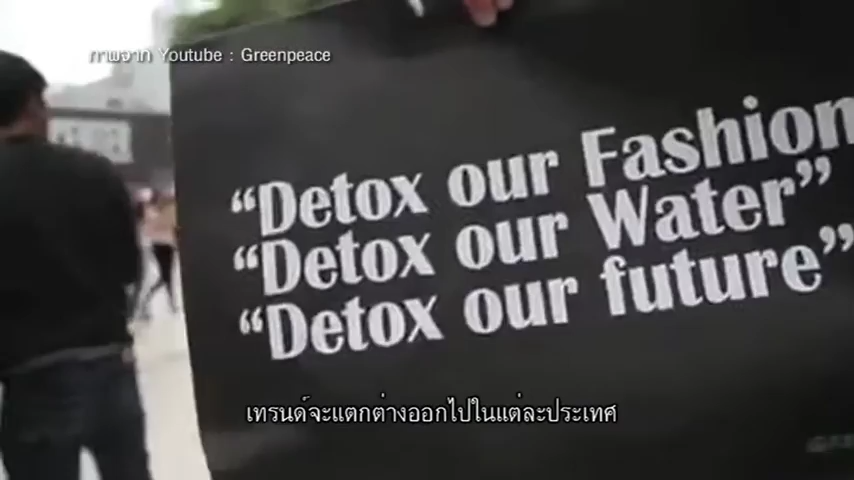 ภาพจาก Youtube : Greenpeace
“Detox our Fashion
“Detox our Water”
“Detox our future”
เทรนด์จะแตกต่างออกไปในแต่ละประเทศ